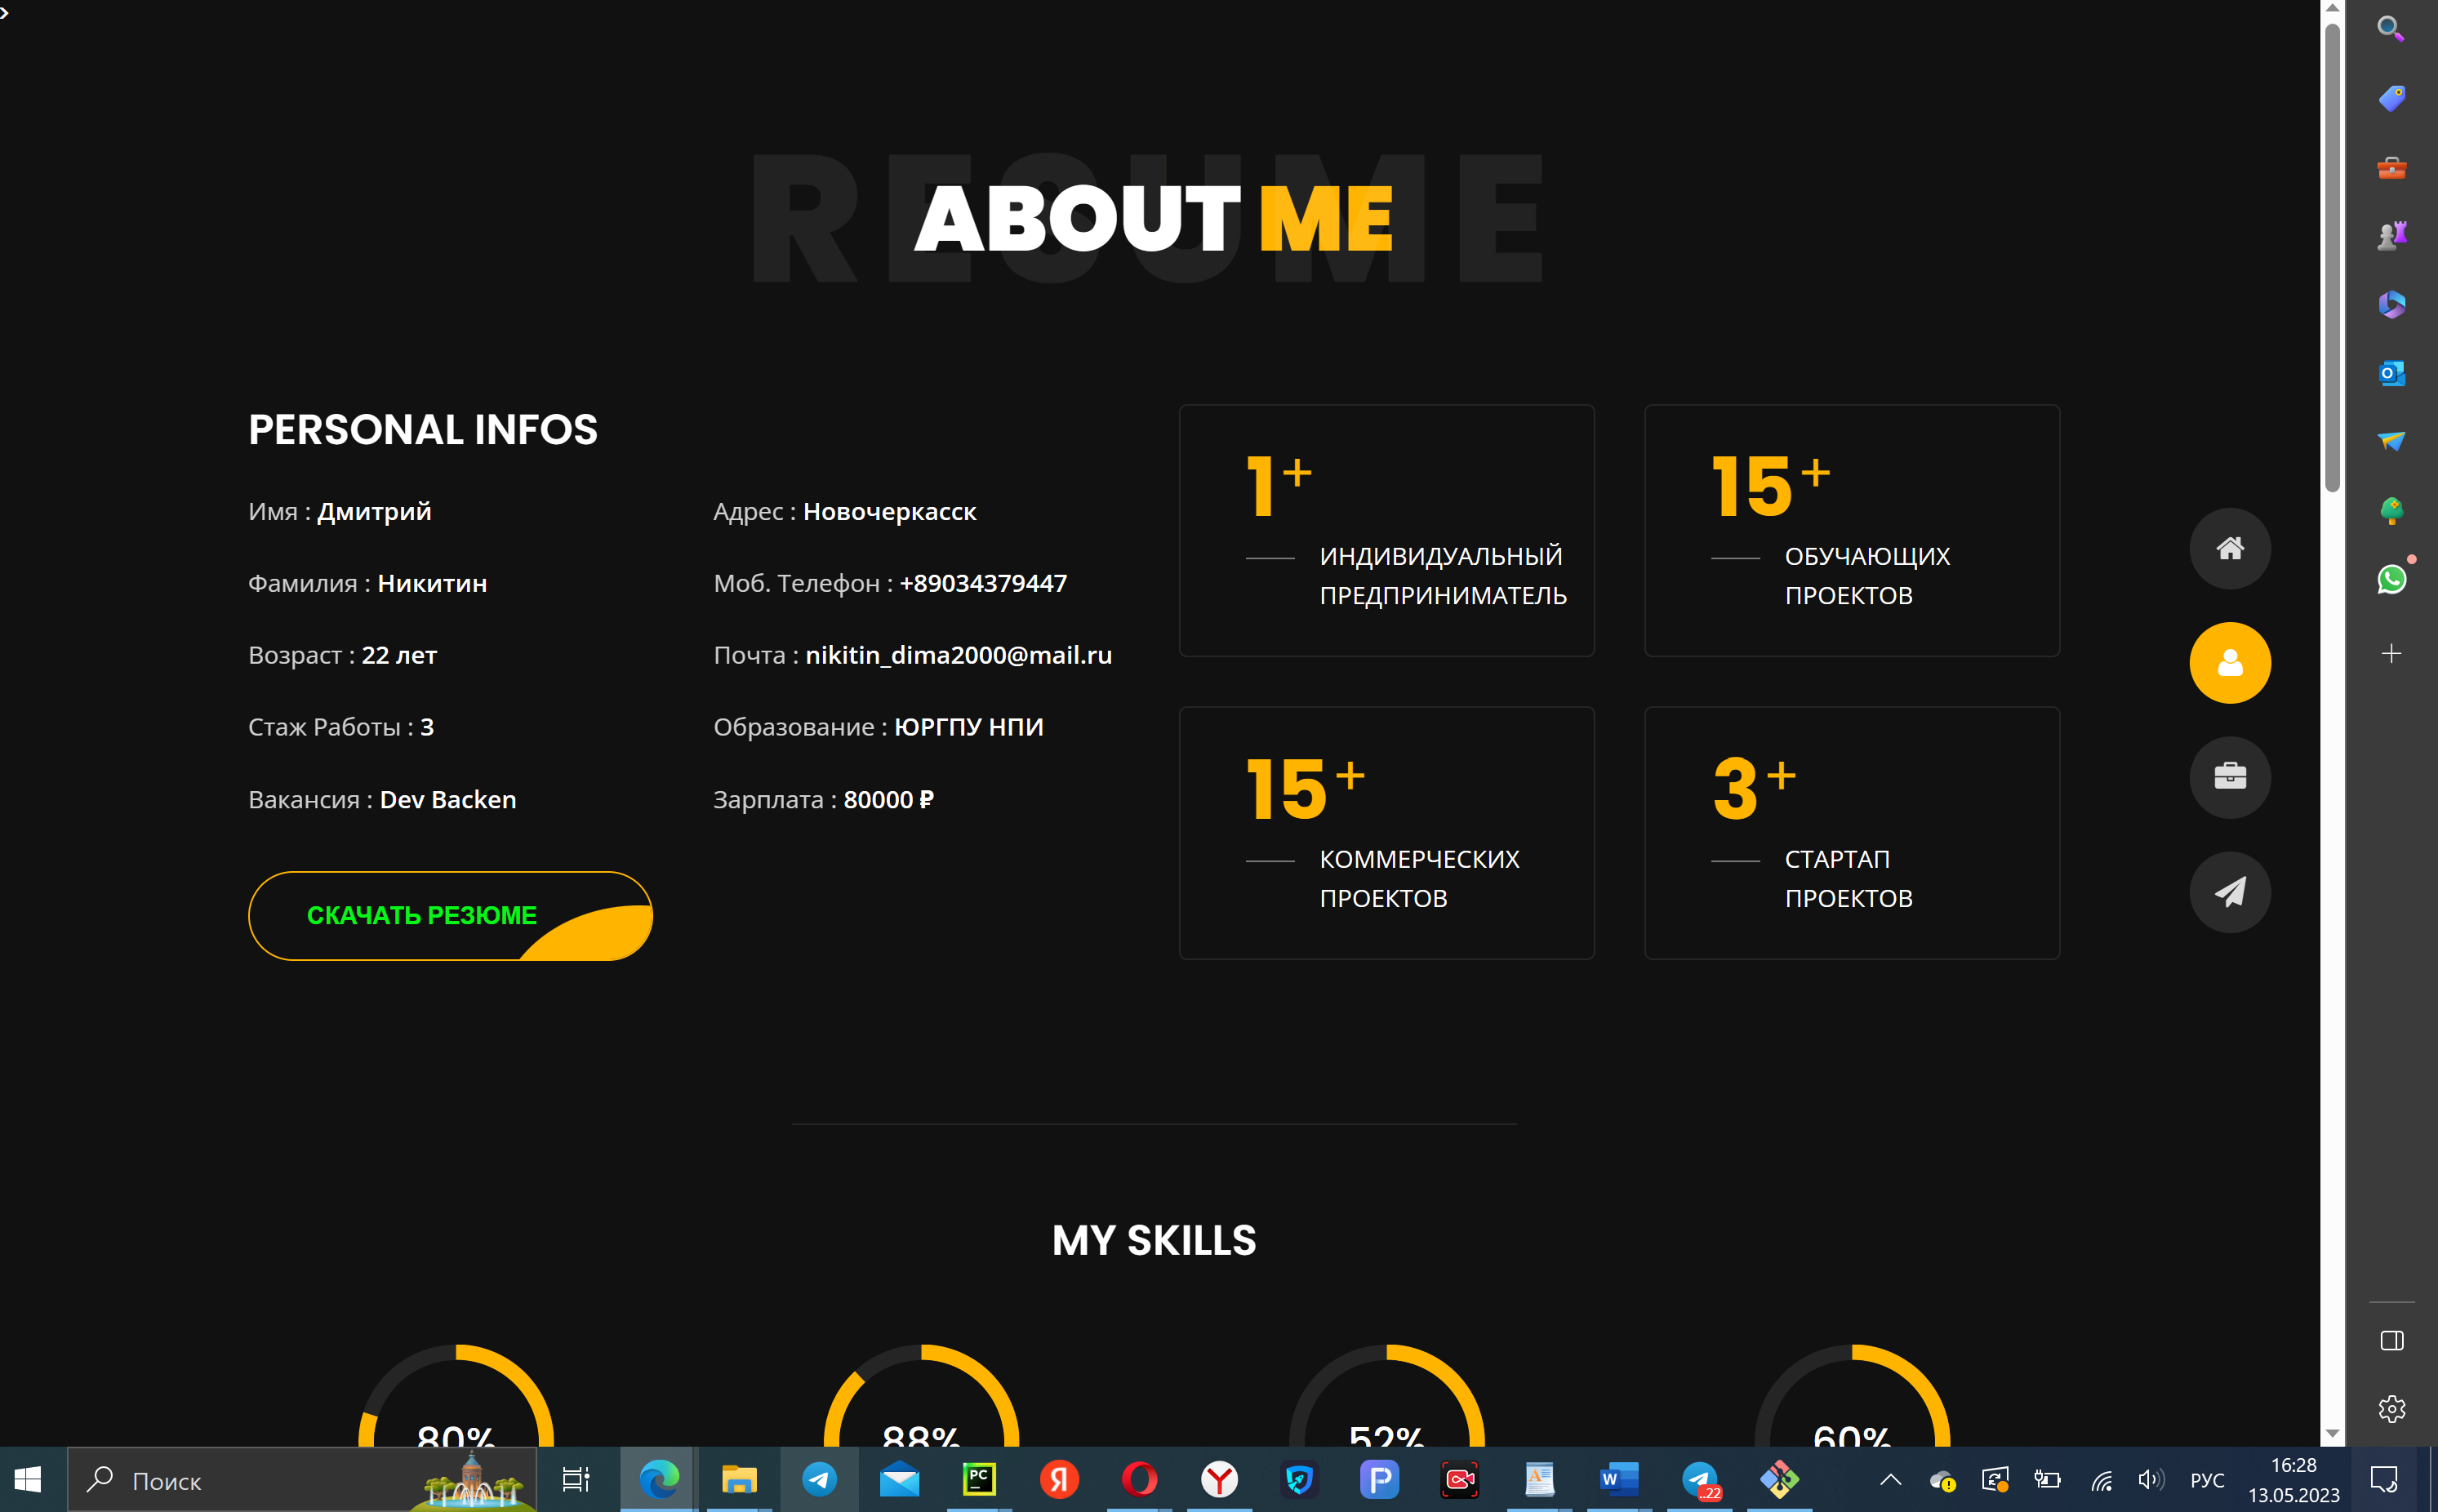 RESUME
ABOUT ME
PERSONAL INFOS
Имя : Дмитрий
Адрес : Новочеркасск
Фамилия : Никитин
Моб. Телефон : +89034379447
Возраст : 22 лет
Почта : nikitin_dima2000@mail.ru
Стаж Работы : 3
Образование : ЮРГПУ НПИ
Вакансия : Dev Backen
Зарплата : 80000 ₽
СКАЧАТЬ РЕЗЮМЕ
1+
ИНДИВИДУАЛЬНЫЙ
ПРЕДПРИНИМАТЕЛЬ
15+
ОБУЧАЮЩИХ
ПРОЕКТОВ
15+
КОММЕРЧЕСКИХ
ПРОЕКТОВ
3+
СТАРТАП
ПРОЕКТОВ
MY SKILLS
80%
88%
52%
60%
Поиск
PC
Я
W
..22
РУС
16:28
13.05.2023